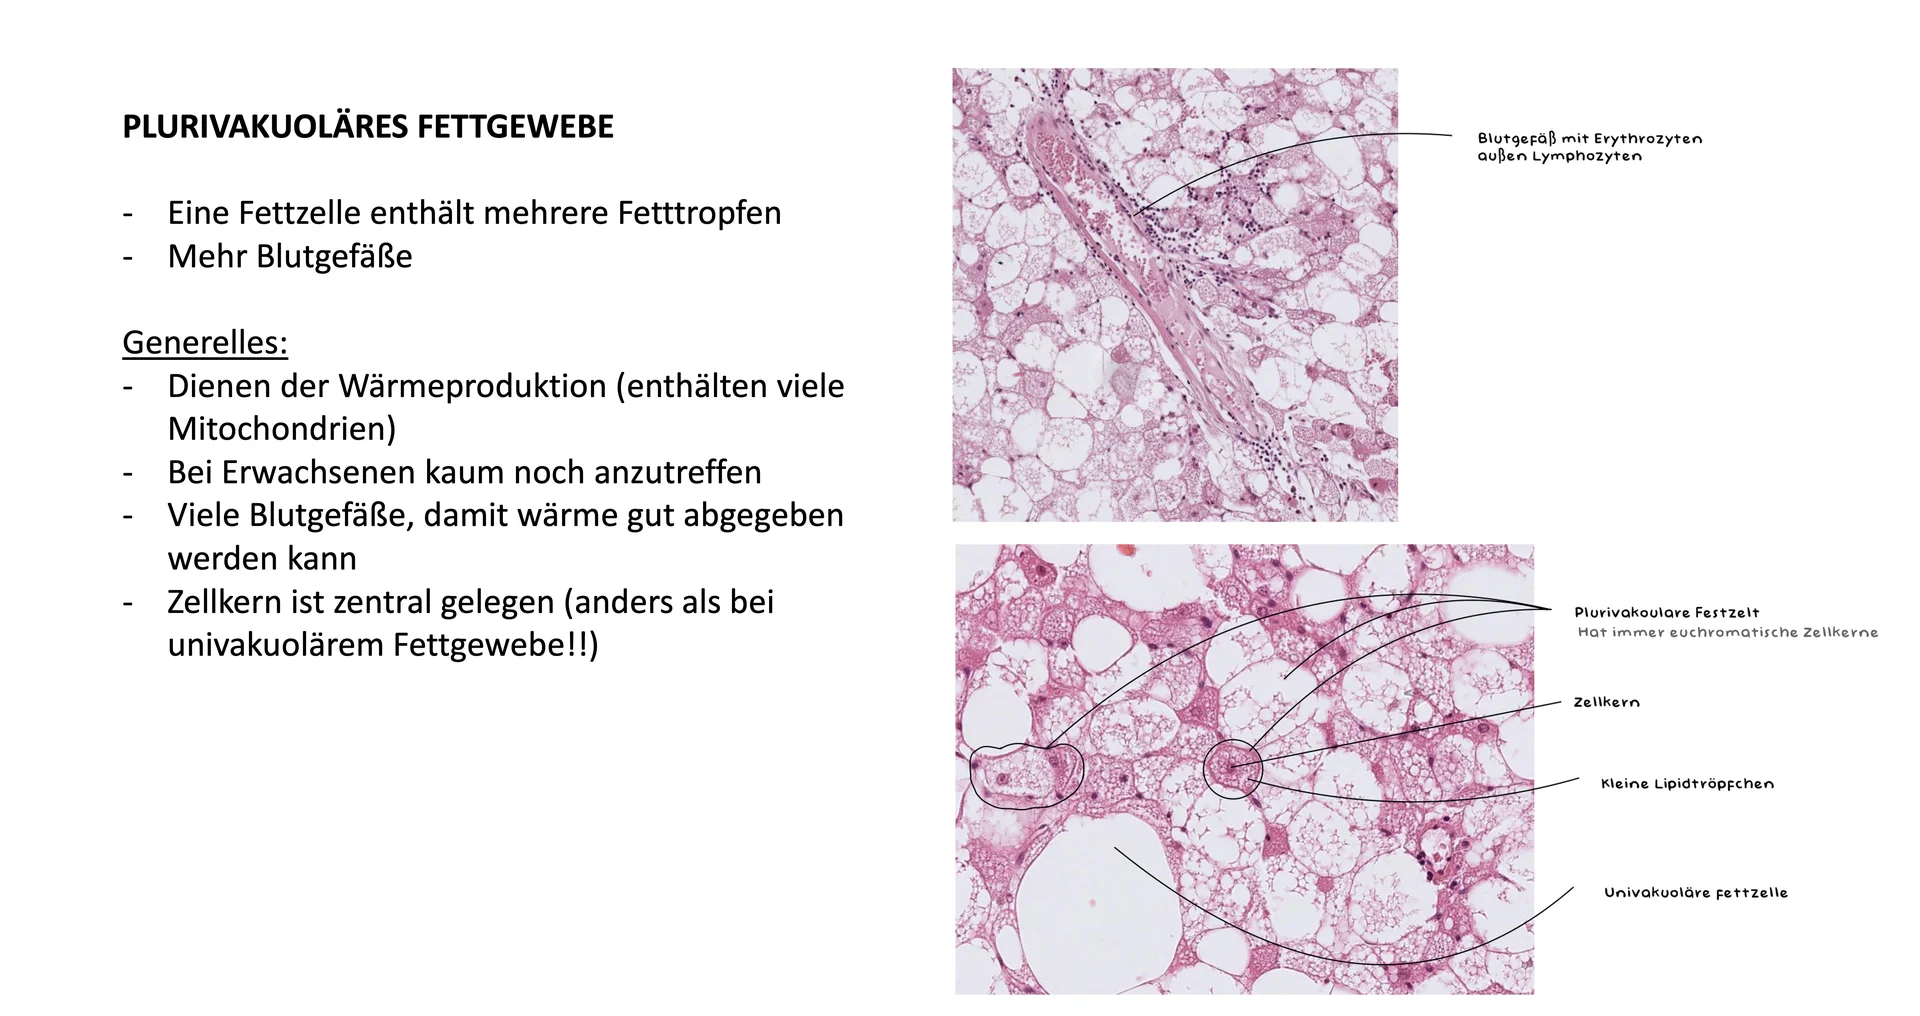 PLURIVAKUOLÄRES FETTGEWEBE
- Eine Fettzelle enthält mehrere Fetttropfen
- Mehr Blutgefäße
Generelles:
- Dienen der Wärmeproduktion (enthälten viele
Mitochondrien)
- Bei Erwachsenen kaum noch anzutreffen
- Viele Blutgefäße, damit wärme gut abgegeben
werden kann
- Zellkern ist zentral gelegen (anders als bei
univakuolärem Fettgewebe!!)
Blutgefäß mit Erythrozyten
außen Lymphozyten
Plurivakoulare Festzelt
Hat immer euchromatische Zellkerne
Zellkern
Kleine Lipidtröpfchen
Univakuoläre fettzelle